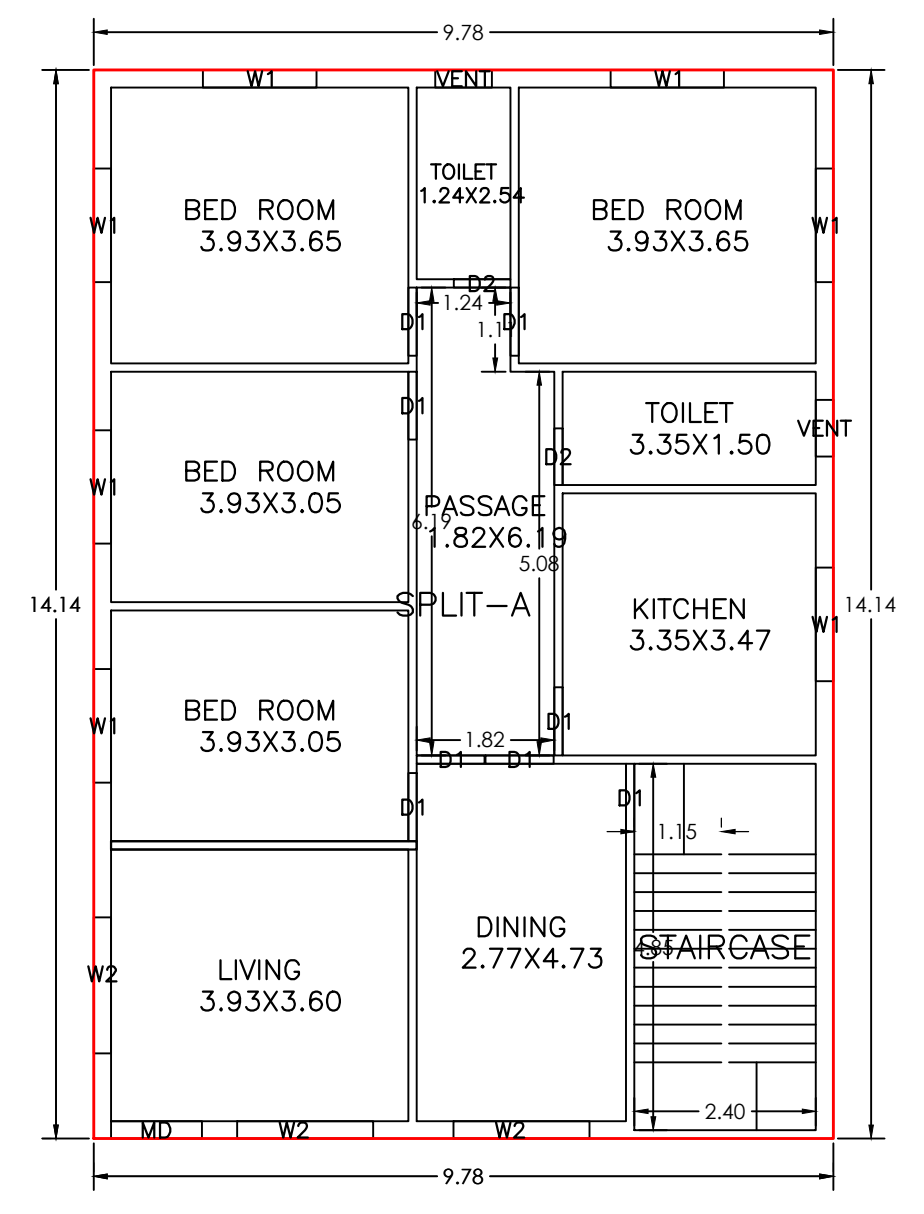 9.78
W1
VENT
W1
TOILET
1.24X2.54
BED ROOM
3.93X3.65
BED ROOM
3.93X3.65
W1
W1
D2
1.24
D1
1.1
D1
D1
TOILET
3.35X1.50
VENT
D2
BED ROOM
3.93X3.05
W1
PASSAGE
1.82X6.19
6.19
5.08
14.14
SPLIT-A
14.14
KITCHEN
3.35X3.47
W1
BED ROOM
3.93X3.05
W1
D1
1.82
D1
D1
D1
D1
1.15
DINING
2.77X4.73
4.85
STAIRCASE
LIVING
3.93X3.60
W2
2.40
MD
W2
W2
9.78